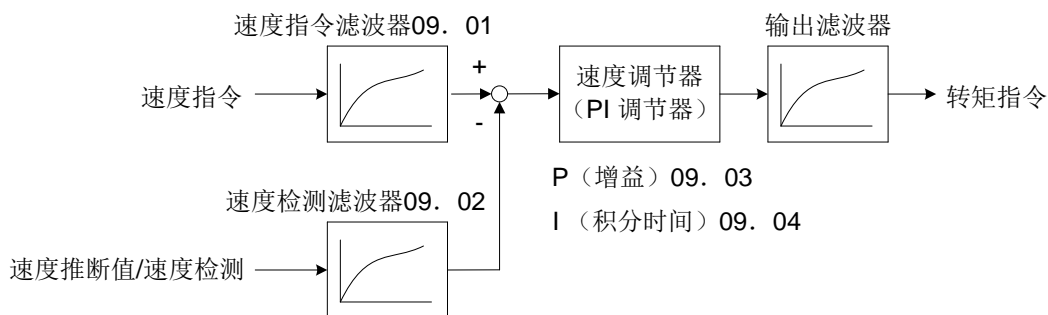 速度指令滤波器09．01
输出滤波器
速度指令
+
-
速度调节器
（PI 调节器）
转矩指令
P（增益）09．03
I （积分时间）09．04
速度检测滤波器09．02
速度推断值/速度检测